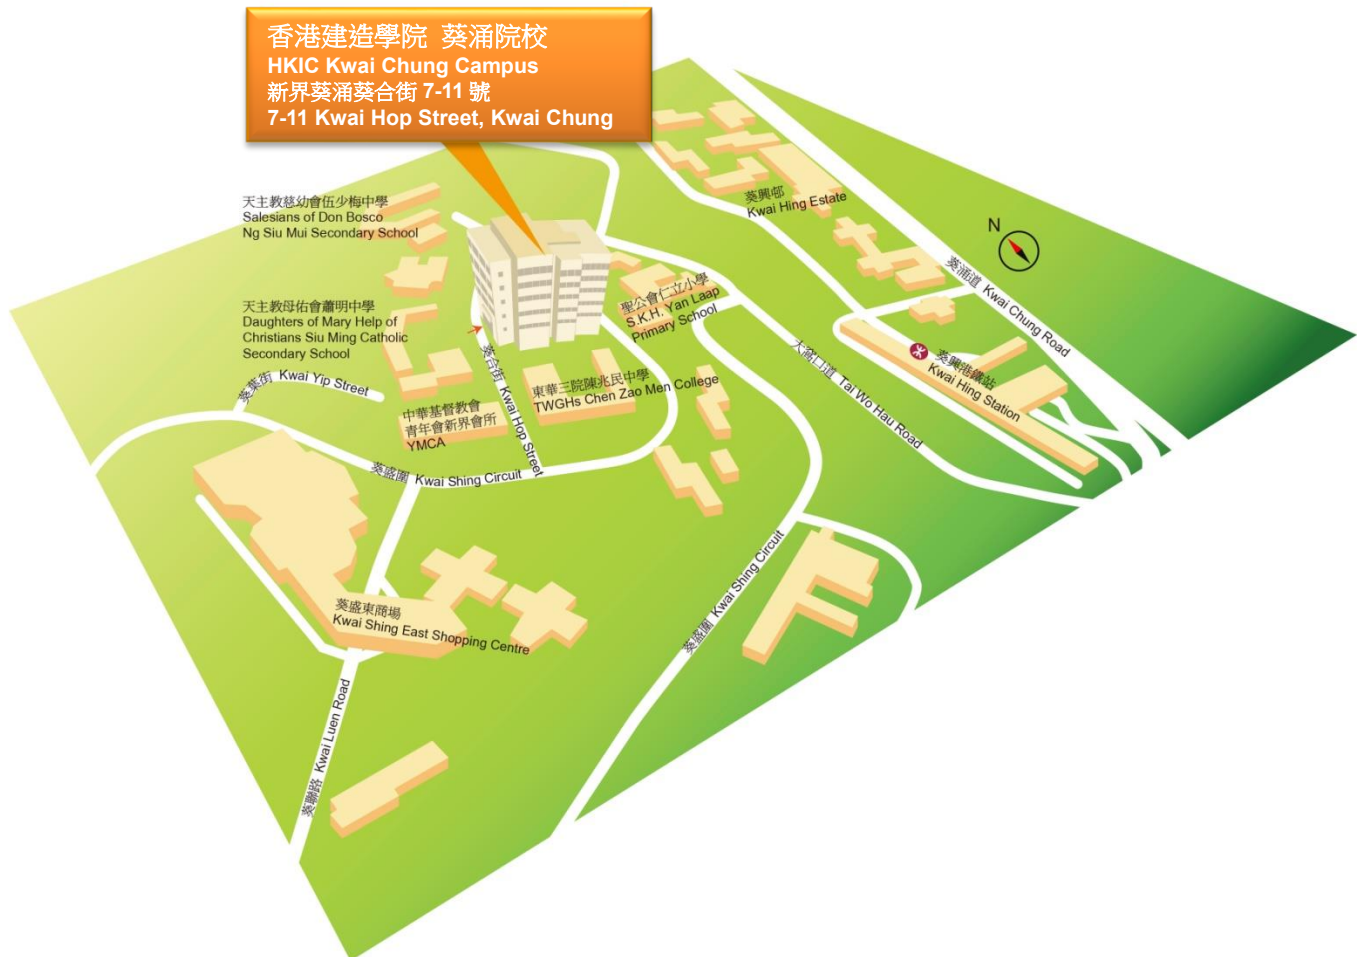 香港建造學院 葵涌院校
HKIC Kwai Chung Campus
新界葵涌葵合街 7-11 號
7-11 Kwai Hop Street, Kwai Chung
天主教慈幼會伍少梅中學
Salesians of Don Bosco
Ng Siu Mui Secondary School
葵興邨
Kwai Hing Estate
N
葵涌道 Kwai Chung Road
聖公會仁立小學
S.K.H. Yan Laap
Primary School
天主教母佑會蕭明中學
Daughters of Mary Help of
Christians Siu Ming Catholic
Secondary School
葵葉街 Kwai Yip Street
葵合街 Kwai Hop Street
東華三院陳兆民中學
TWGHs Chen Zao Men College
大窩口道 Tai Wo Hau Road
葵興港鐵站
Kwai Hing Station
中華基督教會
青年會新界會所
YMCA
葵盛圍 Kwai Shing Circuit
葵盛圍 Kwai Shing Circuit
葵盛東商場
Kwai Shing East Shopping Centre
葵聯路 Kwai Luen Road